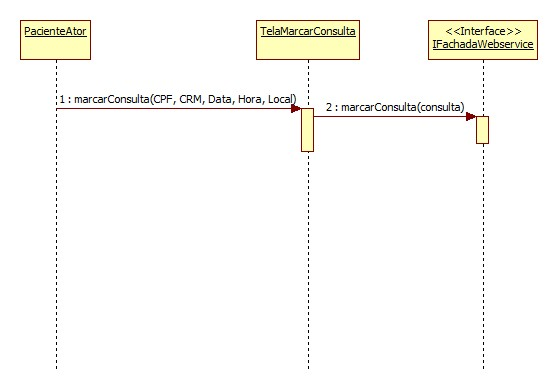 PacienteAtor
TelaMarcarConsulta
<<Interface>>
IFachadaWebservice
1 : marcarConsulta(CPF, CRM, Data, Hora, Local)
2 : marcarConsulta(consulta)